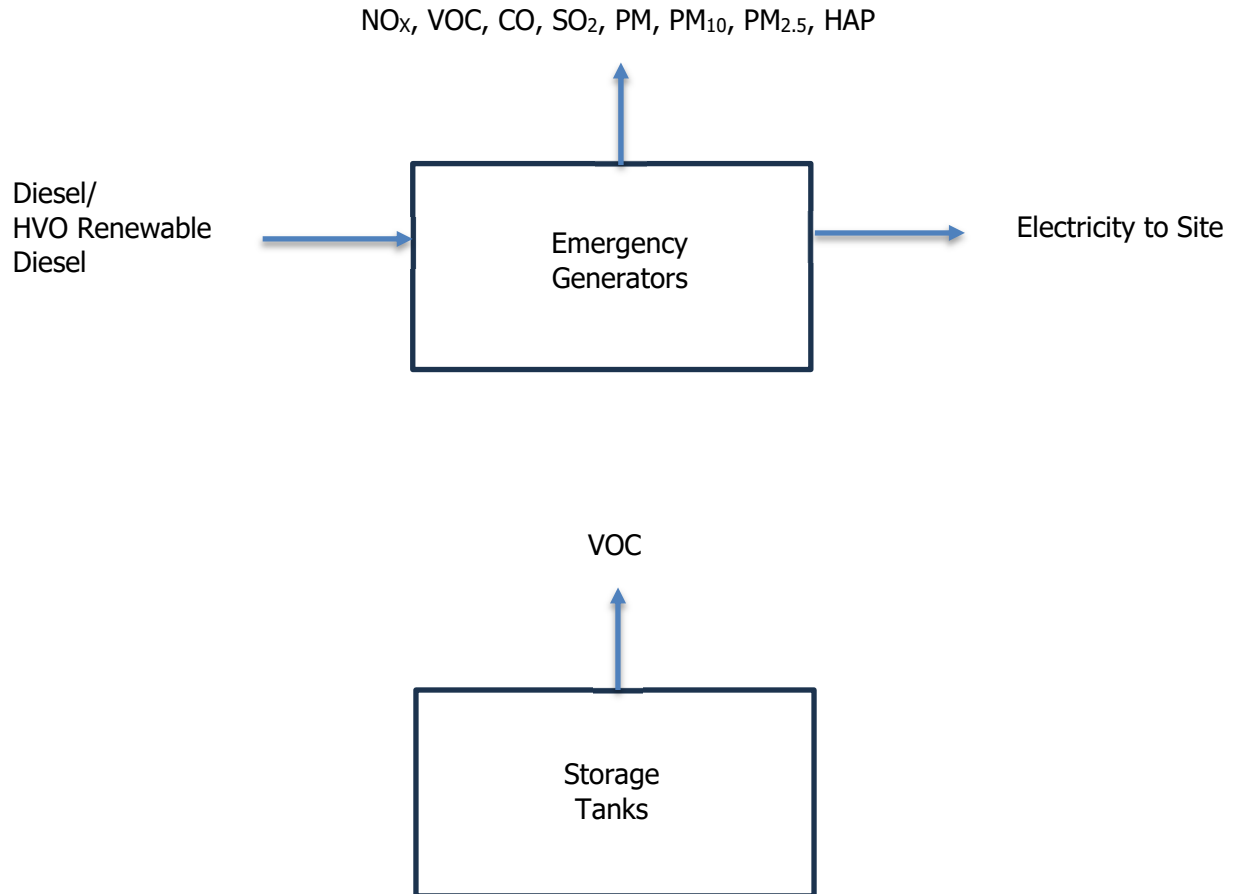 NOₓ, VOC, CO, SO₂, PM, PM₁₀, PM₂.₅, HAP
Diesel/
HVO Renewable
Diesel
Emergency
Generators
Electricity to Site
VOC
Storage
Tanks